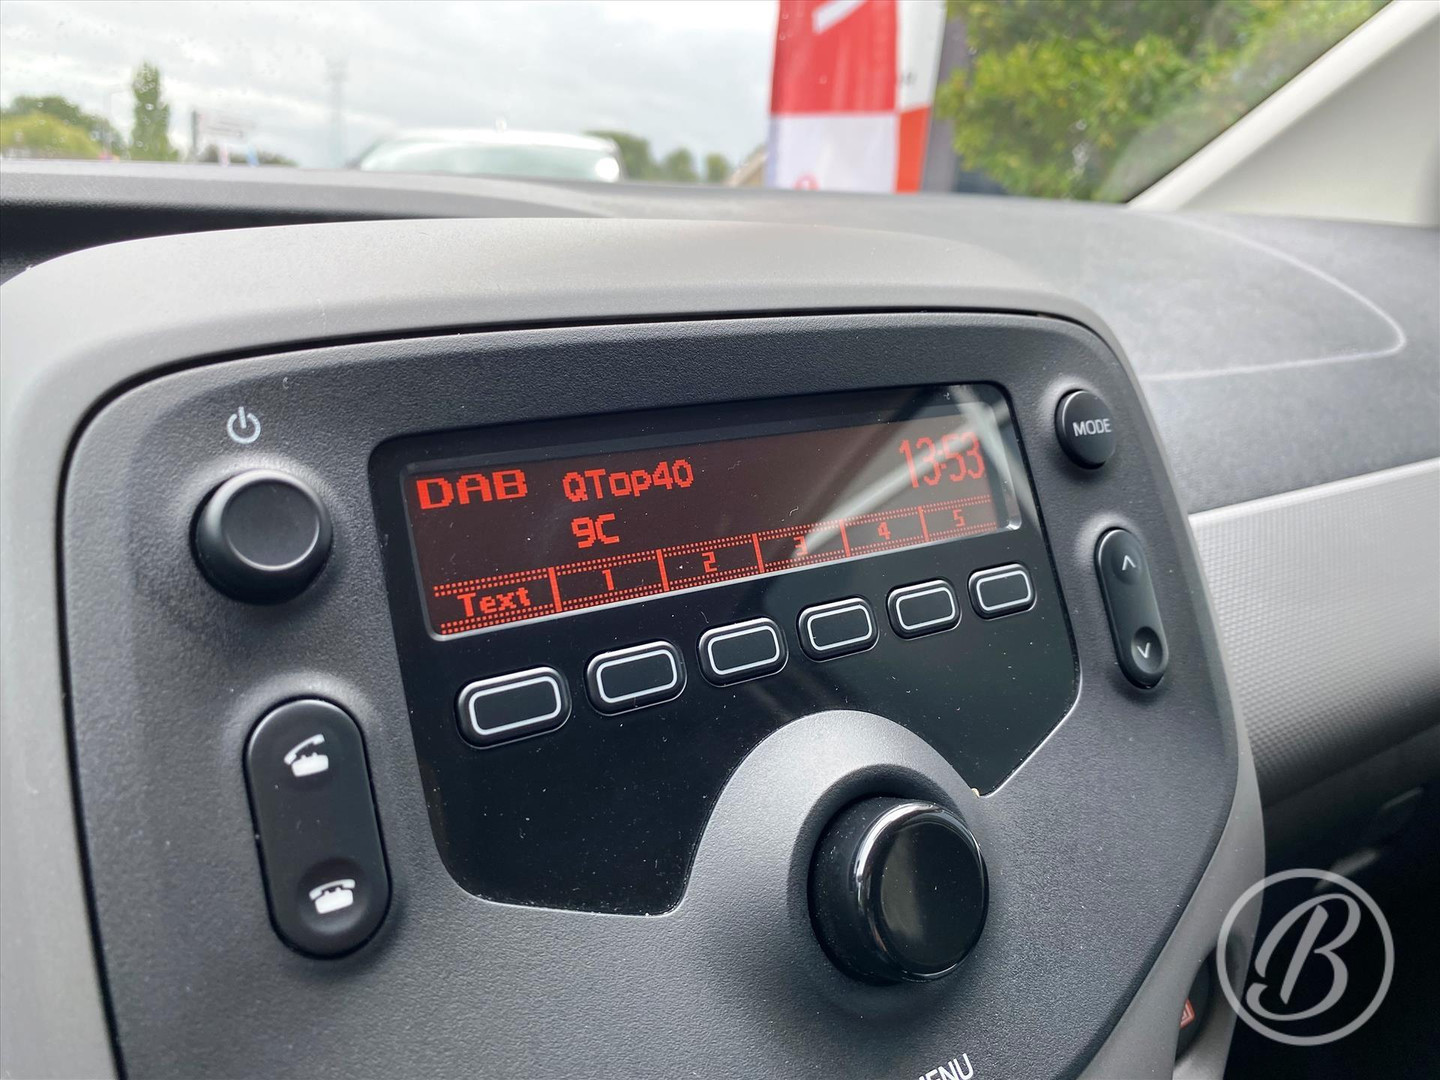 DAB QTop40 13:53
9C
Text 1 2 3 4 5
MODE
MENU
B